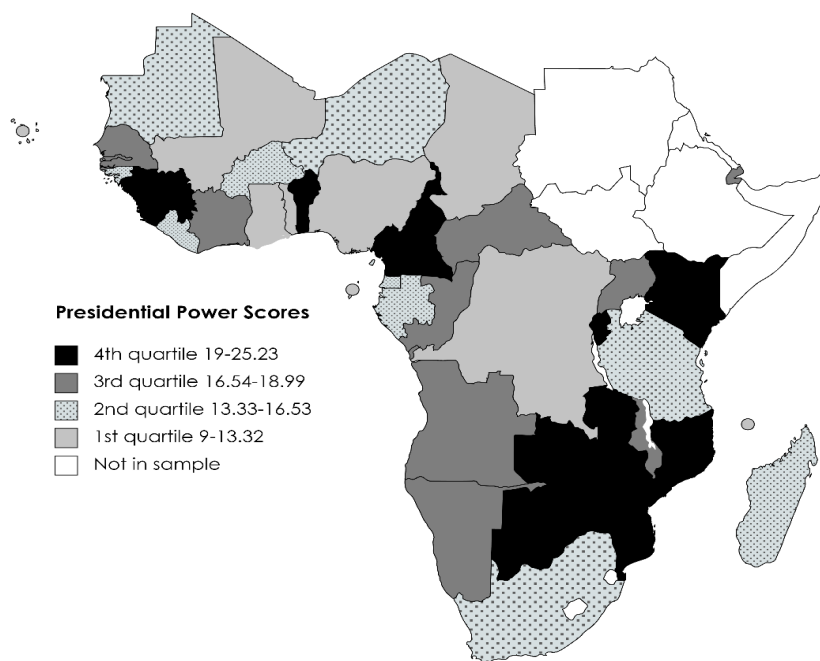 Presidential Power Scores
4th quartile 19-25.23
3rd quartile 16.54-18.99
2nd quartile 13.33-16.53
1st quartile 9-13.32
Not in sample